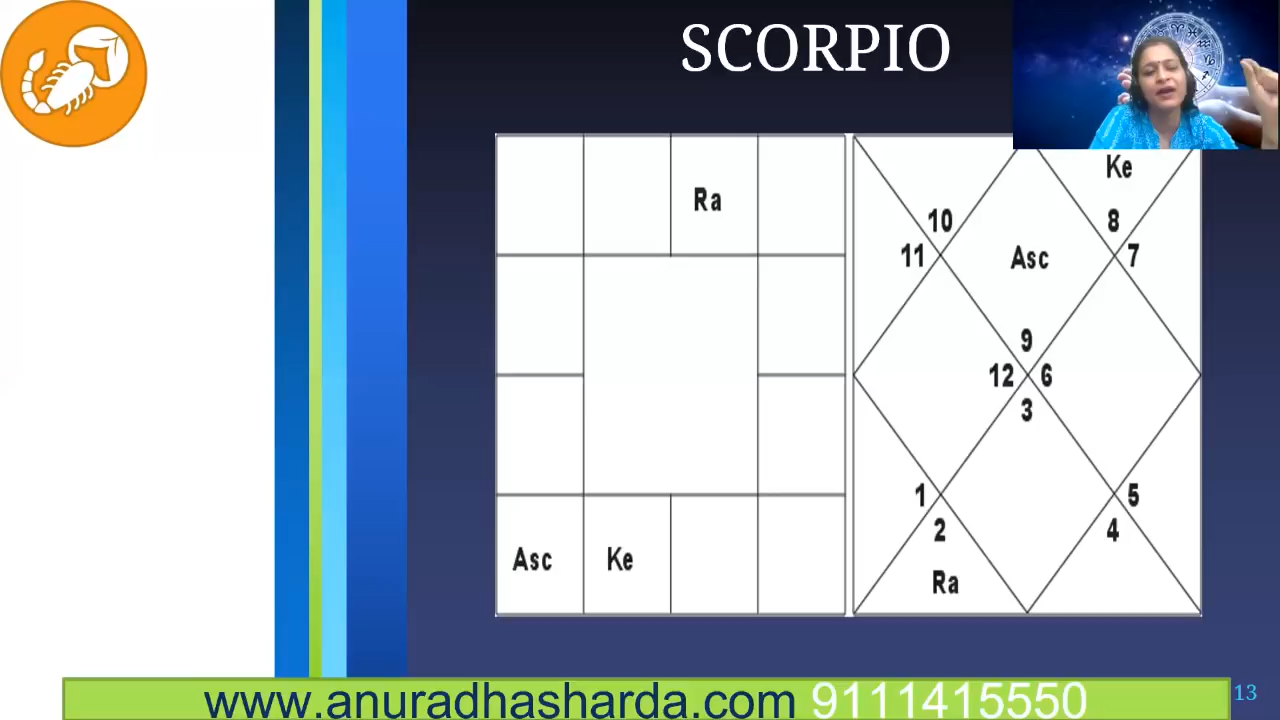 SCORPIO
Ra
Asc Ke
Ke
10 8
11 Asc 7
9
12 6
3
1 5
2 4
Ra
www.anuradhasharda.com 9111415550
13